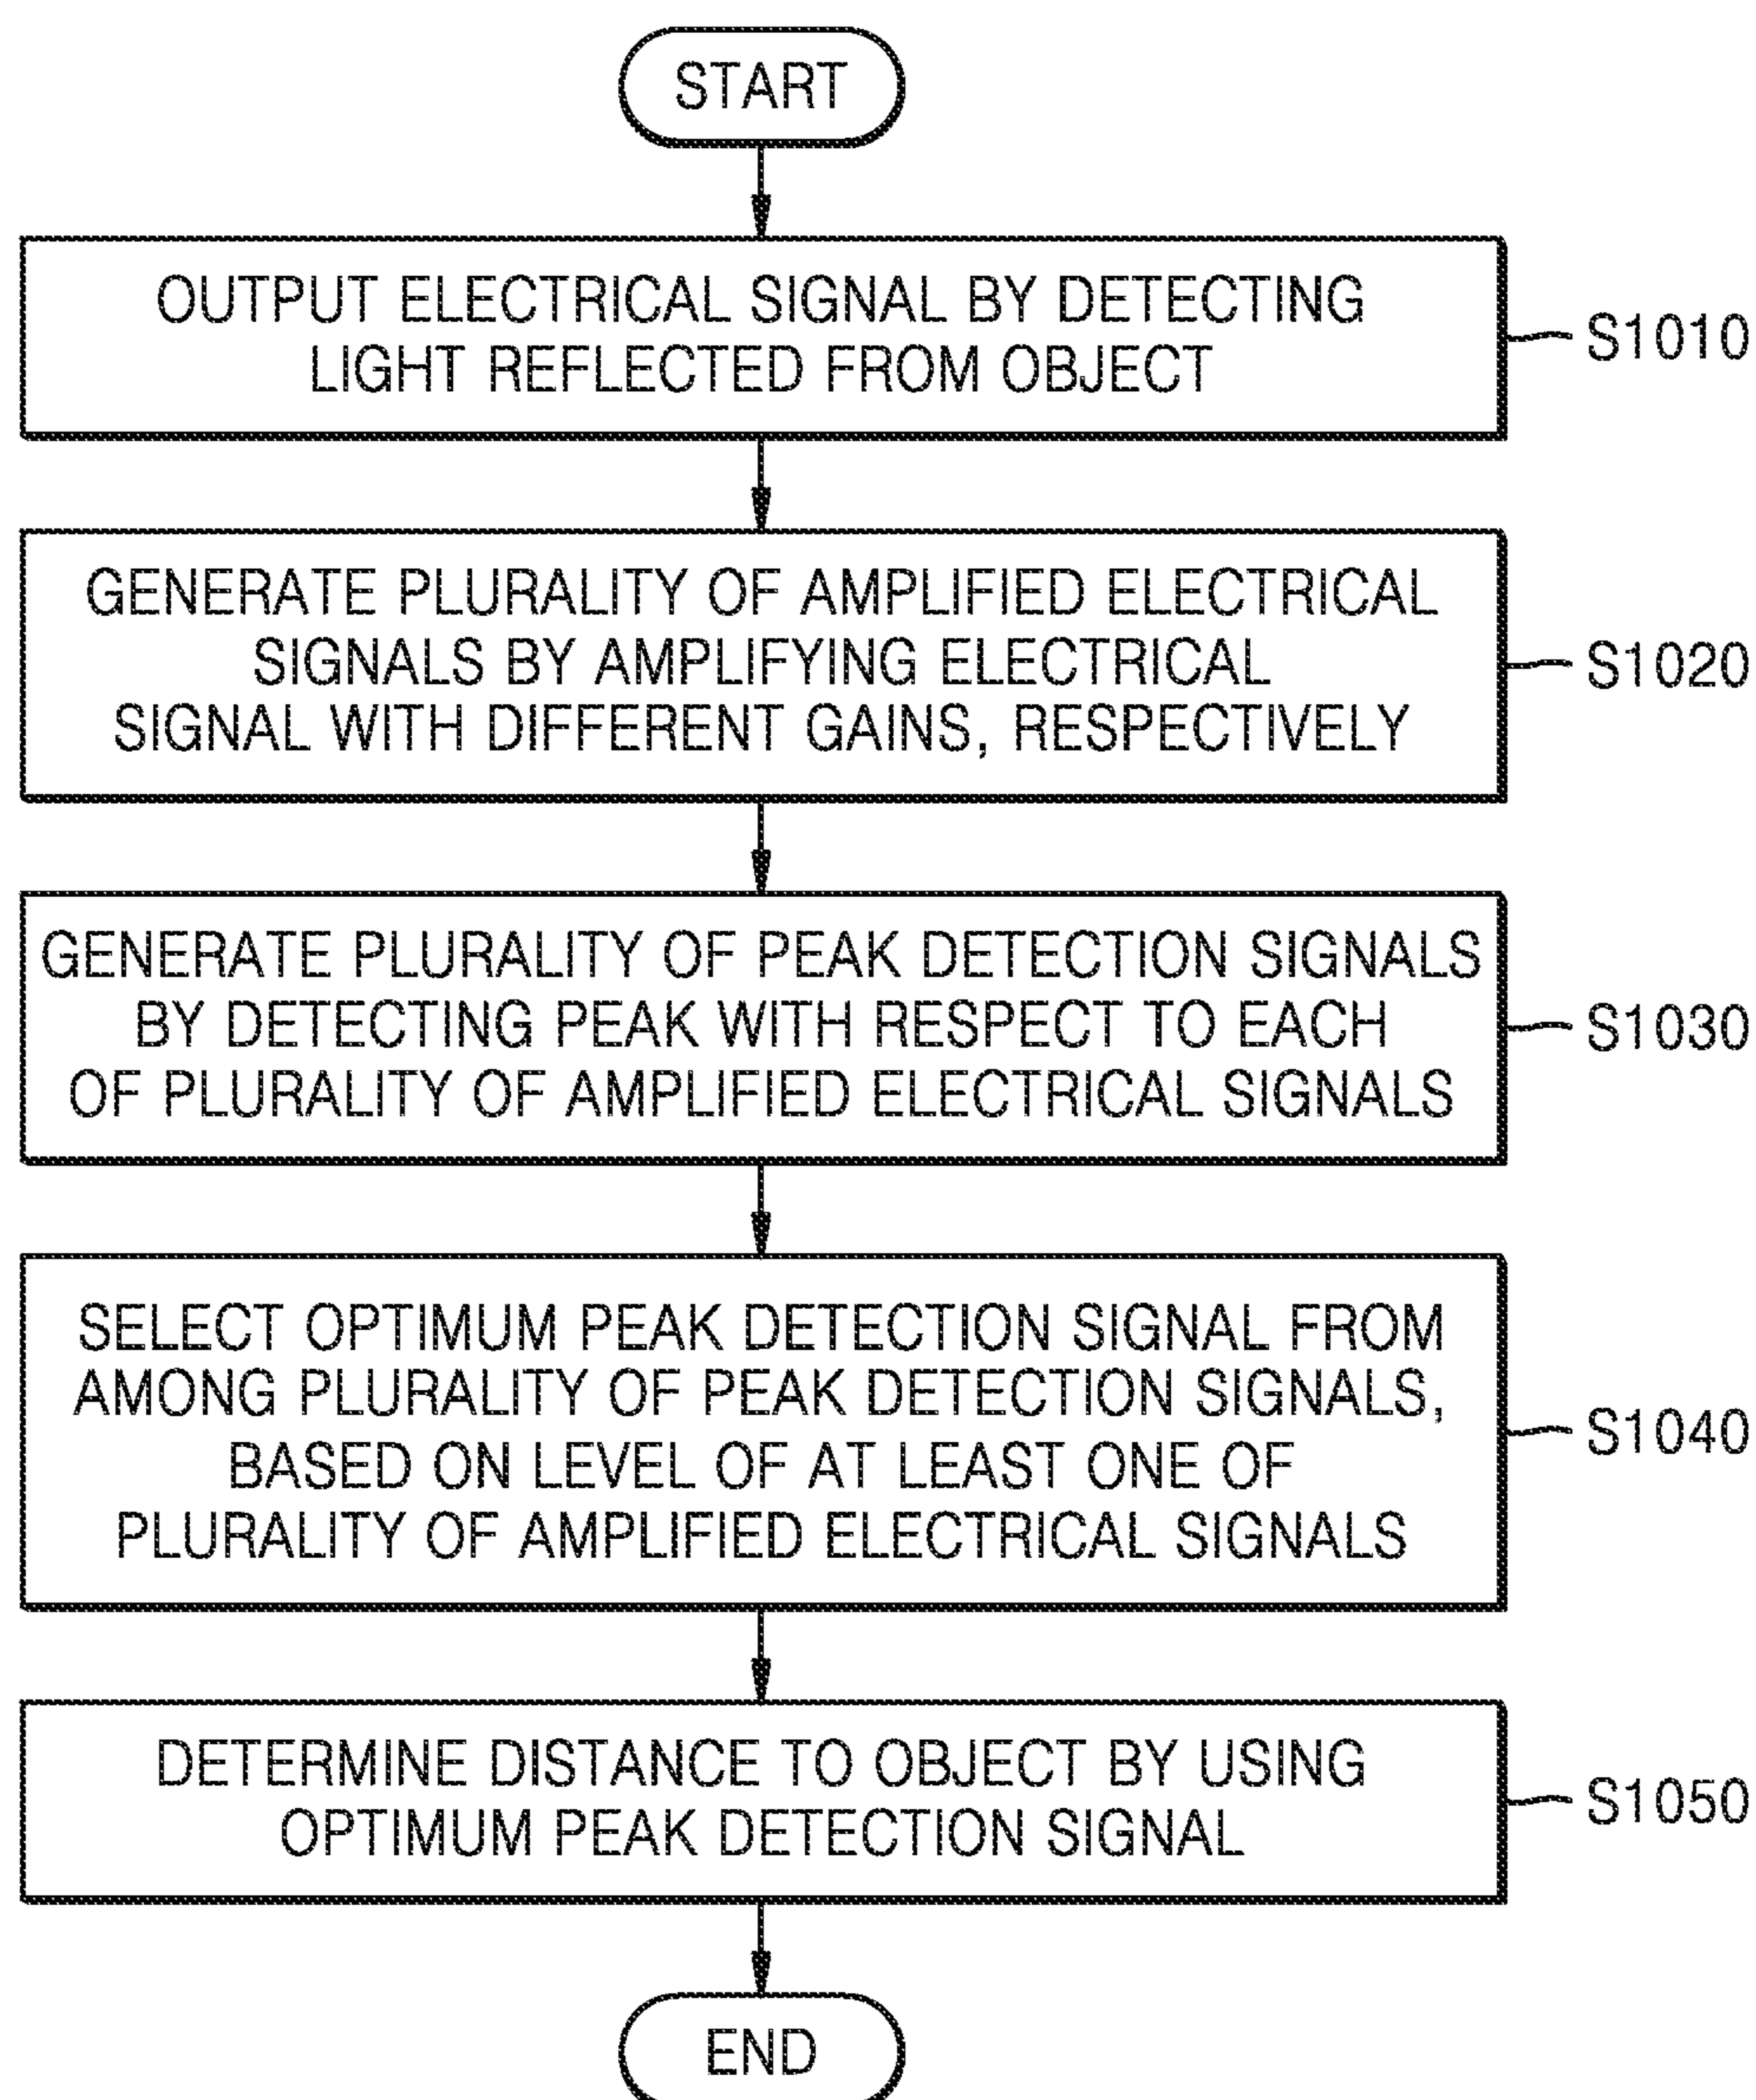 START
OUTPUT ELECTRICAL SIGNAL BY DETECTING
LIGHT REFLECTED FROM OBJECT
S1010
GENERATE PLURALITY OF AMPLIFIED ELECTRICAL
SIGNALS BY AMPLIFYING ELECTRICAL
SIGNAL WITH DIFFERENT GAINS, RESPECTIVELY
S1020
GENERATE PLURALITY OF PEAK DETECTION SIGNALS
BY DETECTING PEAK WITH RESPECT TO EACH
OF PLURALITY OF AMPLIFIED ELECTRICAL SIGNALS
S1030
SELECT OPTIMUM PEAK DETECTION SIGNAL FROM
AMONG PLURALITY OF PEAK DETECTION SIGNALS,
BASED ON LEVEL OF AT LEAST ONE OF
PLURALITY OF AMPLIFIED ELECTRICAL SIGNALS
S1040
DETERMINE DISTANCE TO OBJECT BY USING
OPTIMUM PEAK DETECTION SIGNAL
S1050
END